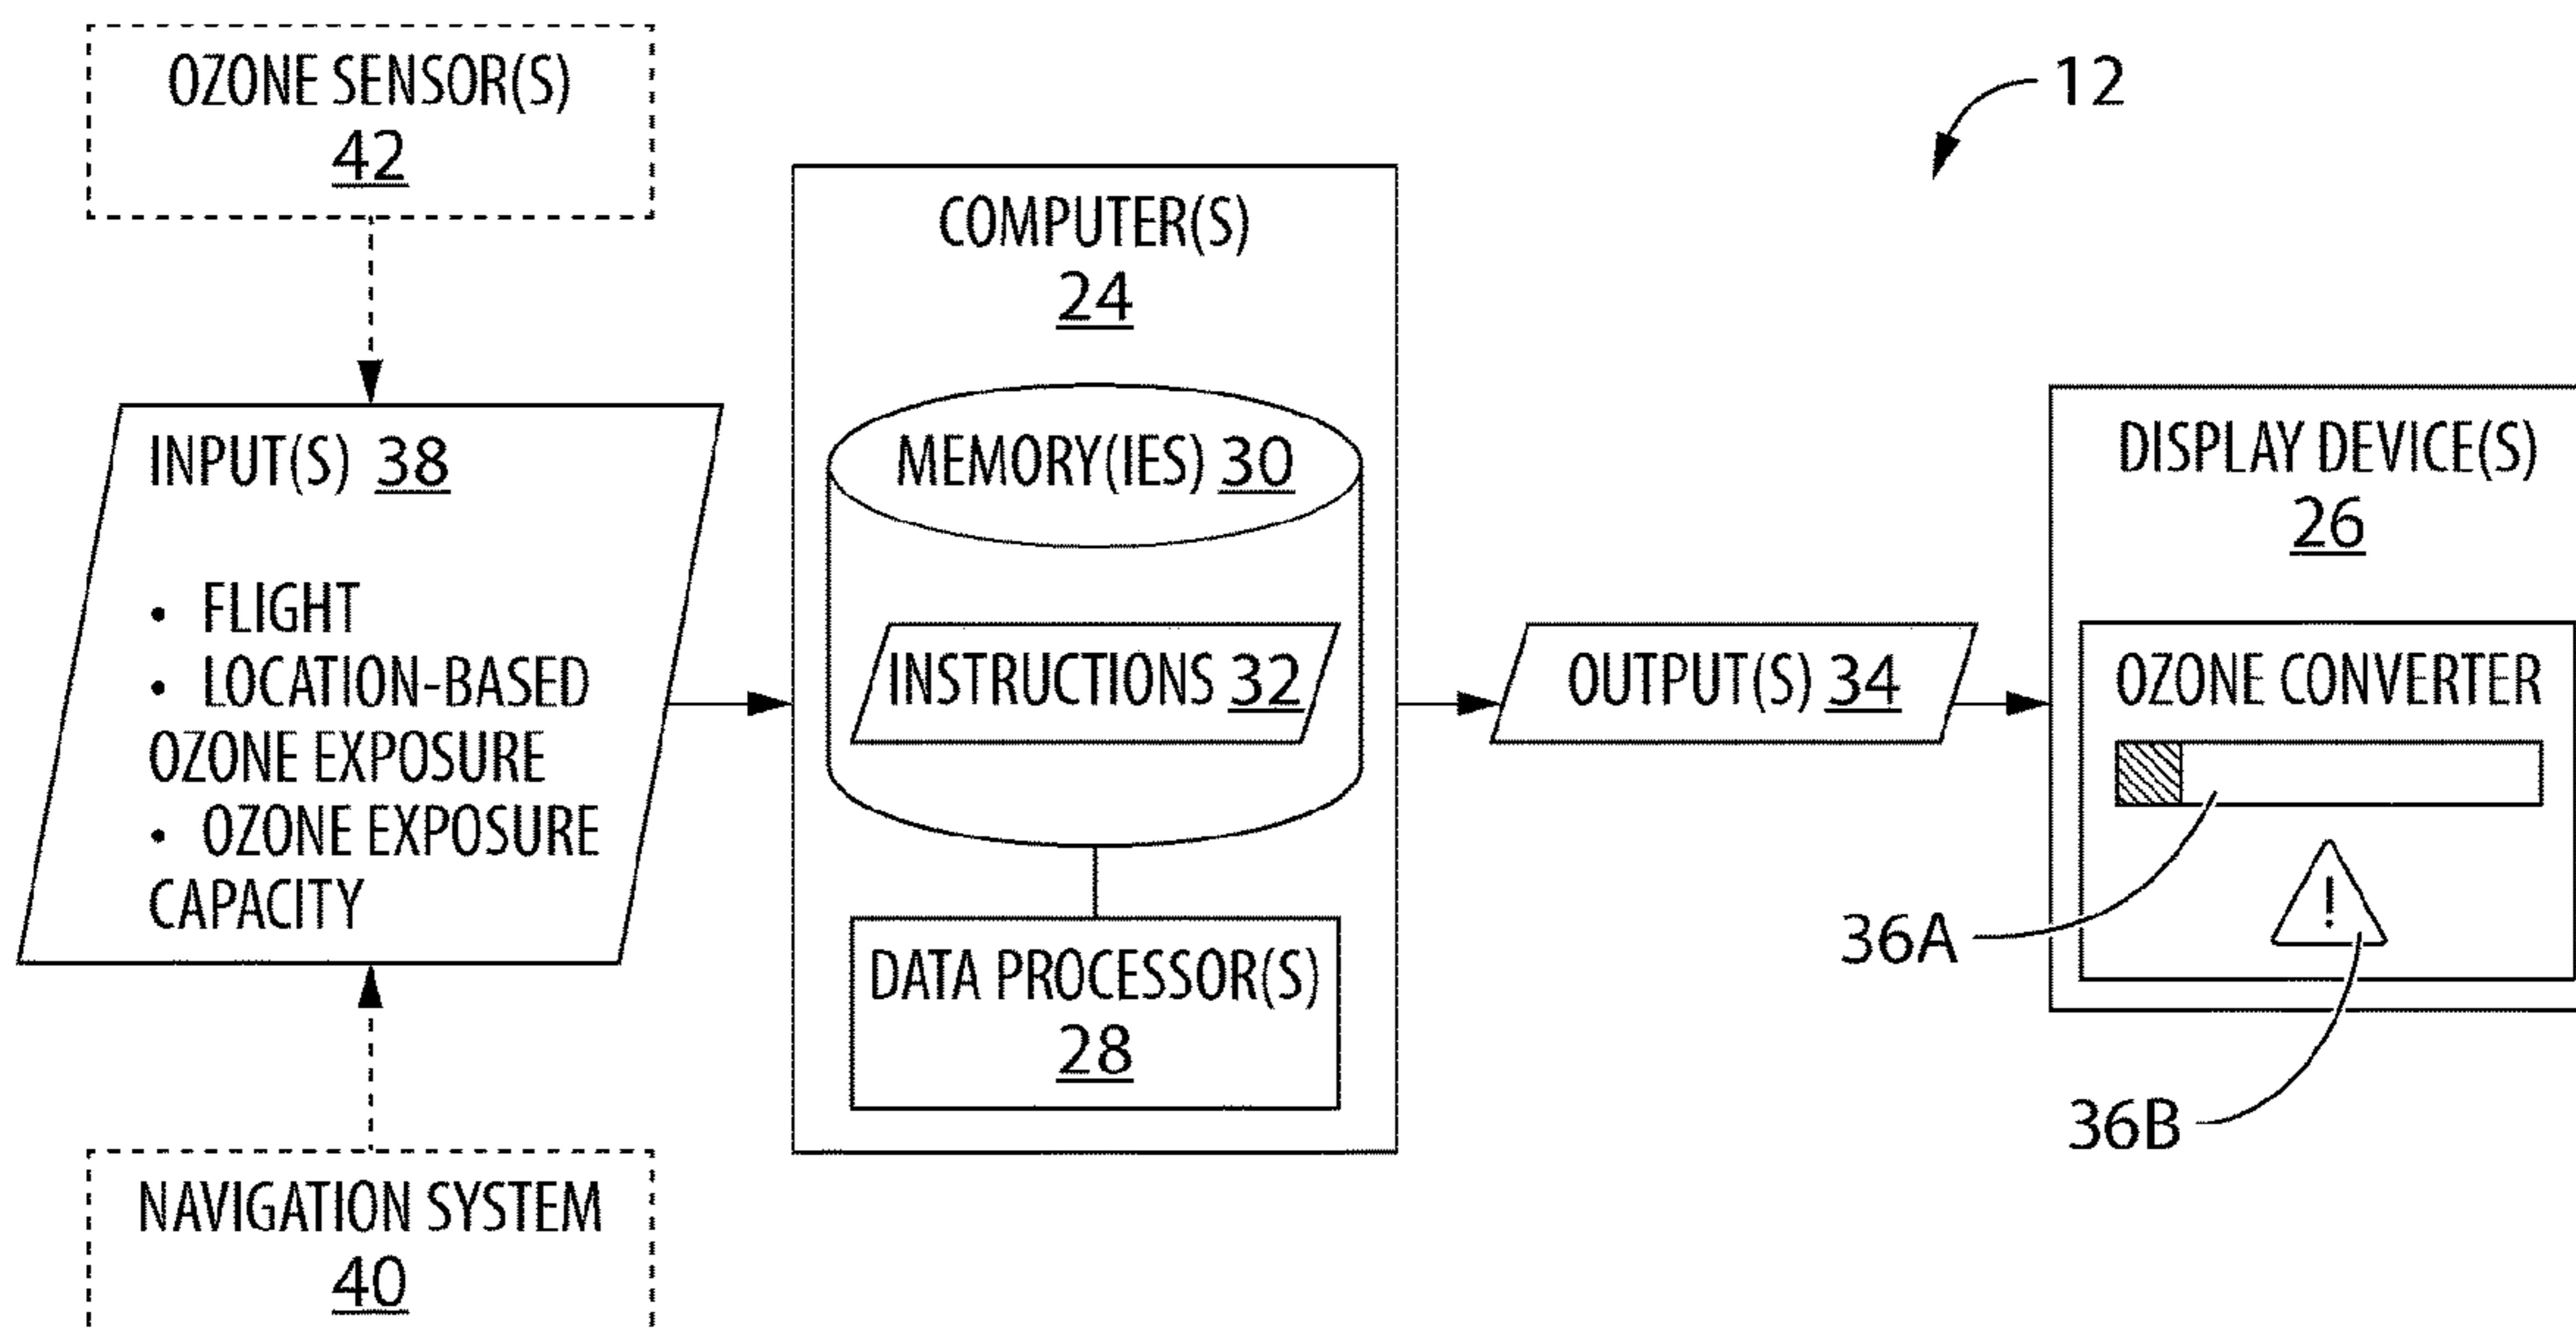 OZONE SENSOR(S)
42
12
COMPUTER(S)
24
INPUT(S) 38
• FLIGHT
• LOCATION-BASED
OZONE EXPOSURE
• OZONE EXPOSURE
CAPACITY
MEMORY(IES) 30
INSTRUCTIONS 32
DATA PROCESSOR(S)
28
OUTPUT(S) 34
DISPLAY DEVICE(S)
26
OZONE CONVERTER
!
36A
36B
NAVIGATION SYSTEM
40